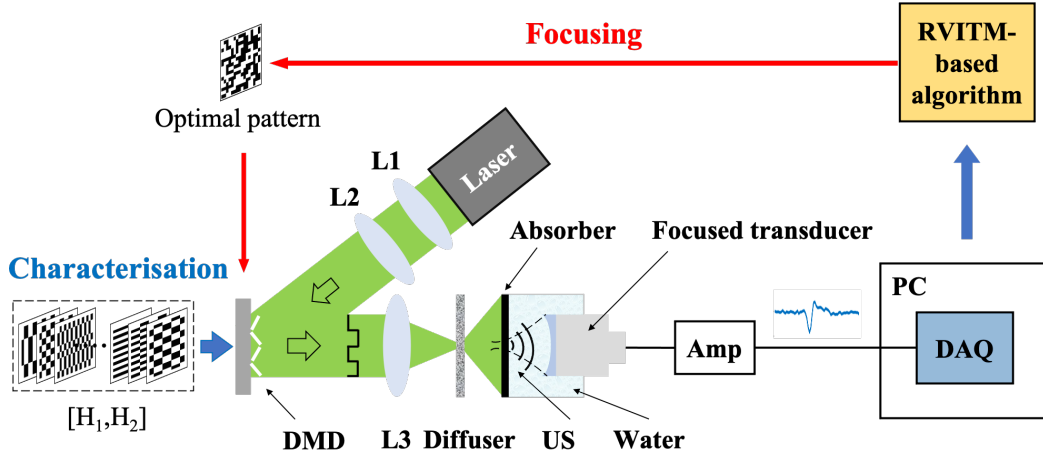 Focusing
RVITM-
based
algorithm
Optimal pattern
L1
L2
Laser
Absorber
Focused transducer
Characterisation
PC
Amp
DAQ
[H₁,H₂]
DMD
L3
Diffuser
US
Water